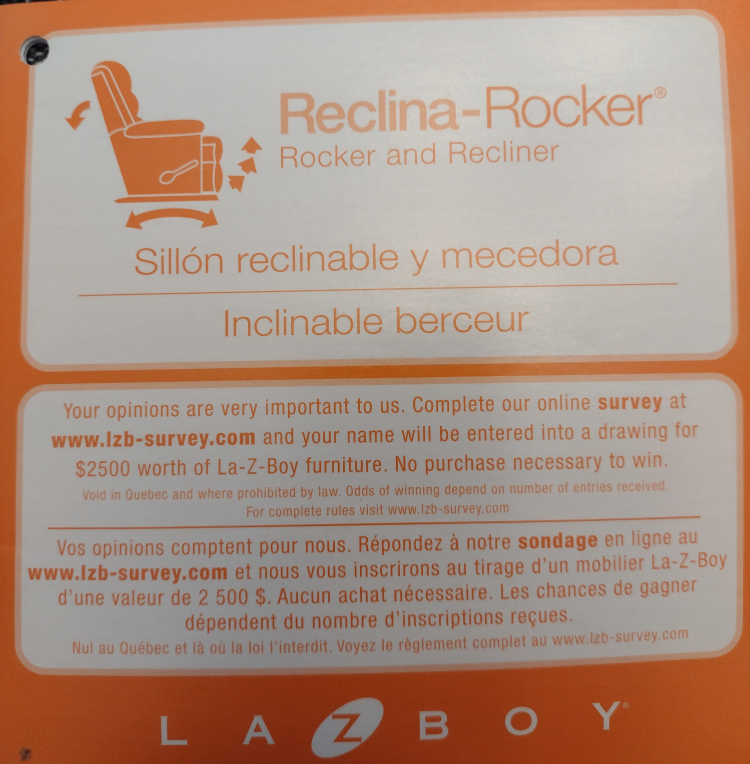 Reclina-Rocker®
Rocker and Recliner
Sillón reclinable y mecedora
Inclinable berceur
Your opinions are very important to us. Complete our online survey at
www.lzb-survey.com and your name will be entered into a drawing for
$2500 worth of La-Z-Boy furniture. No purchase necessary to win.
Void in Quebec and where prohibited by law. Odds of winning depend on number of entries received.
For complete rules visit www.lzb-survey.com
Vos opinions comptent pour nous. Répondez à notre sondage en ligne au
www.lzb-survey.com et nous vous inscrirons au tirage d'un mobilier La-Z-Boy
d'une valeur de 2 500 $. Aucun achat nécessaire. Les chances de gagner
dépendent du nombre d'inscriptions reçues.
Nul au Québec et là où la loi l'interdit. Voyez le règlement complet au www.lzb-survey.com
LAZBOY®